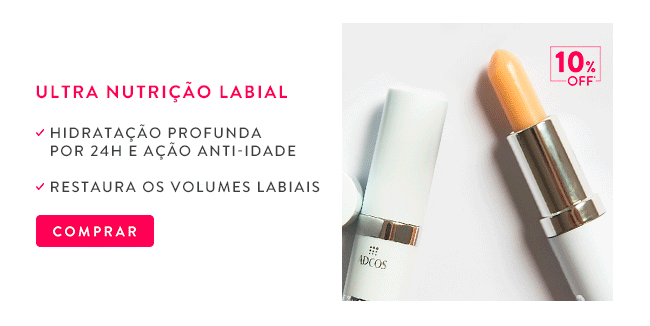 ULTRA NUTRIÇÃO LABIAL
HIDRATAÇÃO PROFUNDA
POR 24H E AÇÃO ANTI-IDADE
RESTAURA OS VOLUMES LABIAIS
COMPRAR
10%
OFF*
ADCOS